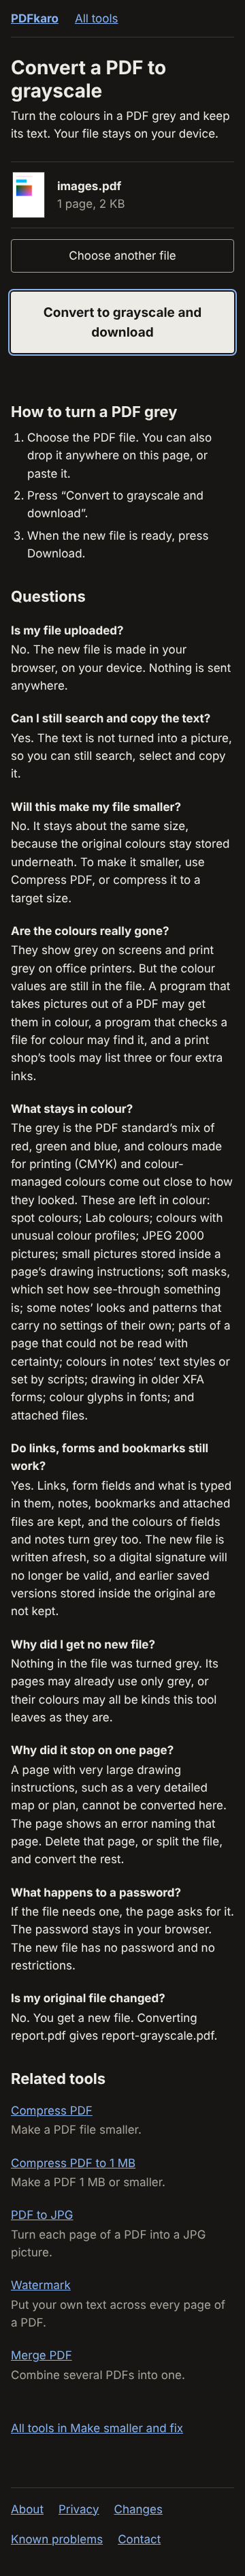 PDFkaro All tools
Convert a PDF to
grayscale
Turn the colours in a PDF grey and keep
its text. Your file stays on your device.
images.pdf
1 page, 2 KB
Choose another file
Convert to grayscale and
download
How to turn a PDF grey
1. Choose the PDF file. You can also
drop it anywhere on this page, or
paste it.
2. Press “Convert to grayscale and
download”.
3. When the new file is ready, press
Download.
Questions
Is my file uploaded?
No. The new file is made in your
browser, on your device. Nothing is sent
anywhere.
Can I still search and copy the text?
Yes. The text is not turned into a picture,
so you can still search, select and copy
it.
Will this make my file smaller?
No. It stays about the same size,
because the original colours stay stored
underneath. To make it smaller, use
Compress PDF, or compress it to a
target size.
Are the colours really gone?
They show grey on screens and print
grey on office printers. But the colour
values are still in the file. A program that
takes pictures out of a PDF may get
them in colour, a program that checks a
file for colour may find it, and a print
shop’s tools may list three or four extra
inks.
What stays in colour?
The grey is the PDF standard’s mix of
red, green and blue, and colours made
for printing (CMYK) and colour-
managed colours come out close to how
they looked. These are left in colour:
spot colours; Lab colours; colours with
unusual colour profiles; JPEG 2000
pictures; small pictures stored inside a
page’s drawing instructions; soft masks,
which set how see-through something
is; some notes’ looks and patterns that
carry no settings of their own; parts of a
page that could not be read with
certainty; colours in notes’ text styles or
set by scripts; drawing in older XFA
forms; colour glyphs in fonts; and
attached files.
Do links, forms and bookmarks still
work?
Yes. Links, form fields and what is typed
in them, notes, bookmarks and attached
files are kept, and the colours of fields
and notes turn grey too. The new file is
written afresh, so a digital signature will
no longer be valid, and earlier saved
versions stored inside the original are
not kept.
Why did I get no new file?
Nothing in the file was turned grey. Its
pages may already use only grey, or
their colours may all be kinds this tool
leaves as they are.
Why did it stop on one page?
A page with very large drawing
instructions, such as a very detailed
map or plan, cannot be converted here.
The page shows an error naming that
page. Delete that page, or split the file,
and convert the rest.
What happens to a password?
If the file needs one, the page asks for it.
The password stays in your browser.
The new file has no password and no
restrictions.
Is my original file changed?
No. You get a new file. Converting
report.pdf gives report-grayscale.pdf.
Related tools
Compress PDF
Make a PDF file smaller.
Compress PDF to 1 MB
Make a PDF 1 MB or smaller.
PDF to JPG
Turn each page of a PDF into a JPG
picture.
Watermark
Put your own text across every page of
a PDF.
Merge PDF
Combine several PDFs into one.
All tools in Make smaller and fix
About Privacy Changes
Known problems Contact